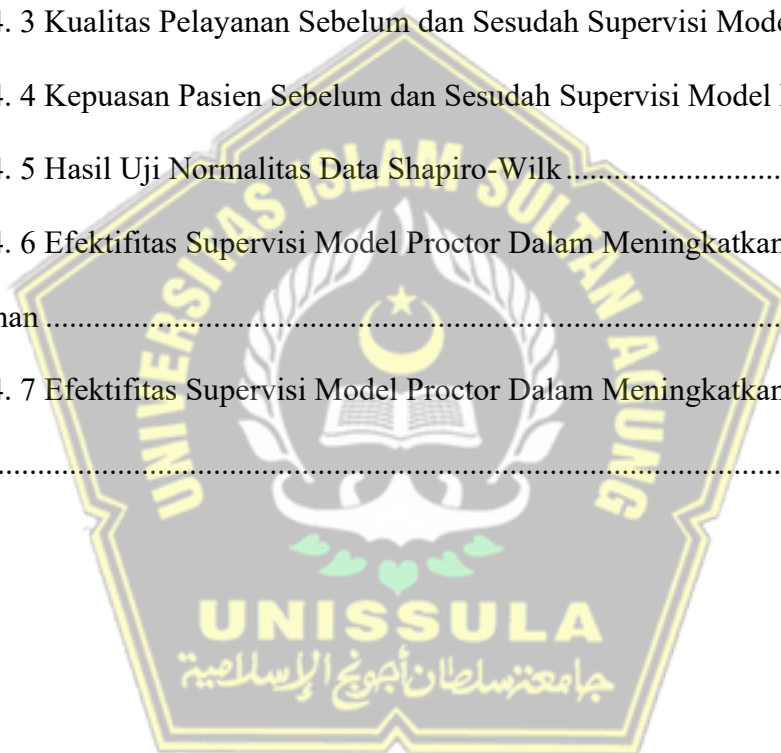 4. 3 Kualitas Pelayanan Sebelum dan Sesudah Supervisi Mode
4. 4 Kepuasan Pasien Sebelum dan Sesudah Supervisi Model
4. 5 Hasil Uji Normalitas Data Shapiro-Wilk ........................
4. 6 Efektifitas Supervisi Model Proctor Dalam Meningkatkan
nan ................................................................................
4. 7 Efektifitas Supervisi Model Proctor Dalam Meningkatkan
................................................................................
UNIVERSITAS ISLAM SULTAN AGUNG
UNISSULA
جامعة سلطان أجونج الإسلامية